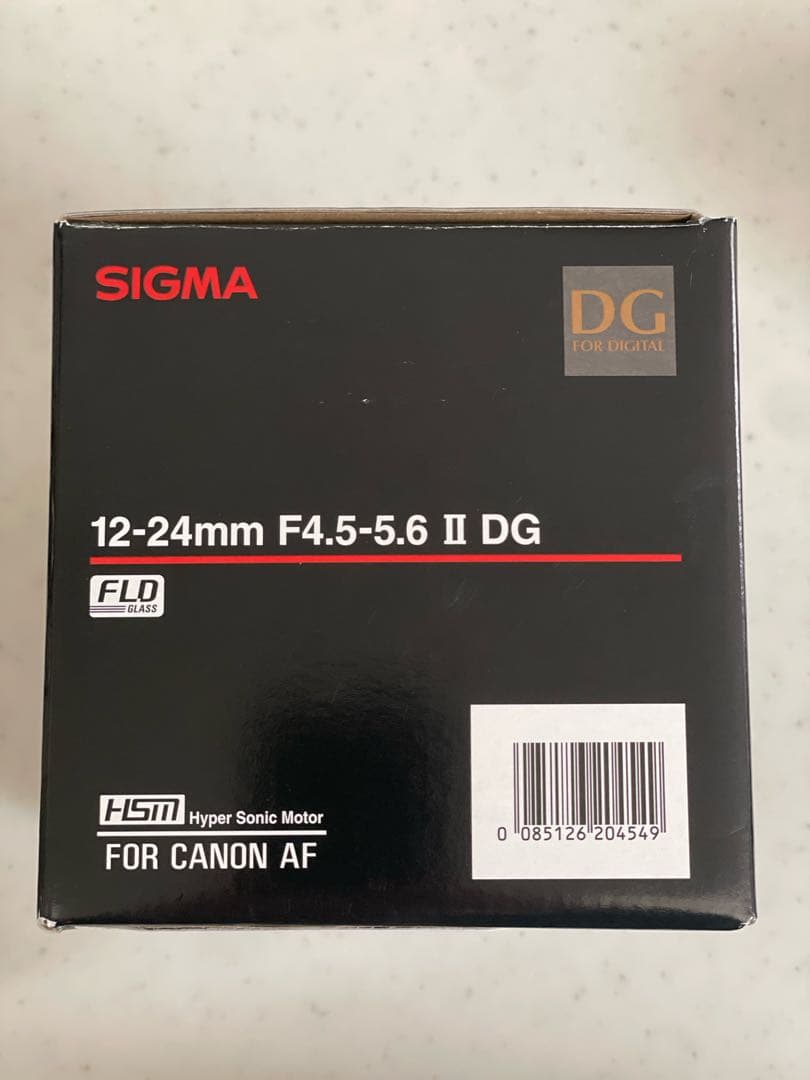 SIGMA
DG
FOR DIGITAL
12-24mm F4.5-5.6 II DG
FLD
GLASS
HSM Hyper Sonic Motor
FOR CANON AF
0 085126 204549